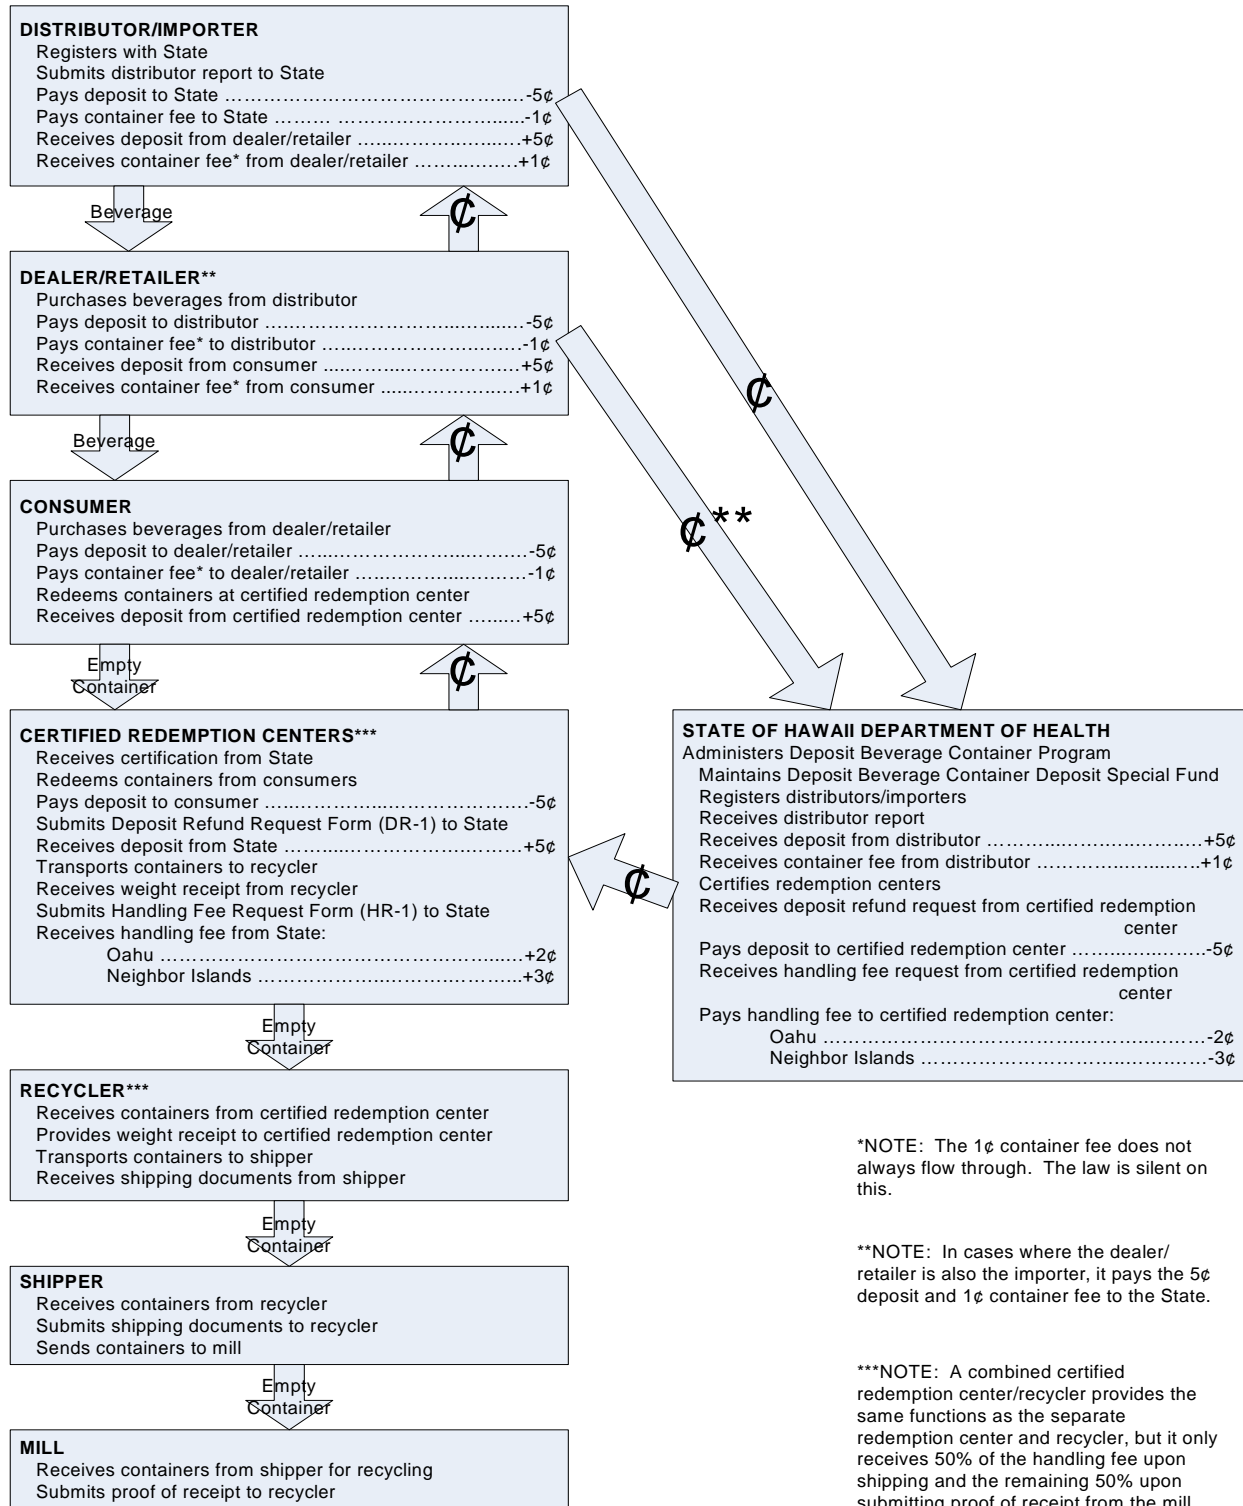 DISTRIBUTOR/IMPORTER
Registers with State
Submits distributor report to State
Pays deposit to State ……………………………………..…-5¢
Pays container fee to State ……… ……………………......-1¢
Receives deposit from dealer/retailer …...………..…...….+5¢
Receives container fee* from dealer/retailer ……...…….…+1¢
Beverage
¢
DEALER/RETAILER**
Purchases beverages from distributor
Pays deposit to distributor ….……………………...…....…-5¢
Pays container fee* to distributor …..……………….………-1¢
Receives deposit from consumer ....……..……………….…+5¢
Receives container fee* from consumer .....…………….….+1¢
Beverage
¢
¢
¢**
CONSUMER
Purchases beverages from dealer/retailer
Pays deposit to dealer/retailer …...………………...…….…-5¢
Pays container fee* to dealer/retailer …..………....…….…-1¢
Redeems containers at certified redemption center
Receives deposit from certified redemption center …...…+5¢
Empty
Container
¢
CERTIFIED REDEMPTION CENTERS***
Receives certification from State
Redeems containers from consumers
Pays deposit to consumer …..………...……………………….-5¢
Submits Deposit Refund Request Form (DR-1) to State
Receives deposit from State …....………………..……….…+5¢
Transports containers to recycler
Receives weight receipt from recycler
Submits Handling Fee Request Form (HR-1) to State
Receives handling fee from State:
Oahu ………………………………………………...…+2¢
Neighbor Islands ………………..……….………...+3¢
¢
STATE OF HAWAII DEPARTMENT OF HEALTH
Administers Deposit Beverage Container Program
Maintains Deposit Beverage Container Deposit Special Fund
Registers distributors/importers
Receives distributor report
Receives deposit from distributor ………..………..……..…+5¢
Receives container fee from distributor ………….……..….+1¢
Certifies redemption centers
Receives deposit refund request from certified redemption
center
Pays deposit to certified redemption center ……...…..……..-5¢
Receives handling fee request from certified redemption
center
Pays handling fee to certified redemption center:
Oahu ……………………………………….………..………-2¢
Neighbor Islands …………………………..…….……-3¢
Empty
Container
RECYCLER***
Receives containers from certified redemption center
Provides weight receipt to certified redemption center
Transports containers to shipper
Receives shipping documents from shipper
Empty
Container
SHIPPER
Receives containers from recycler
Submits shipping documents to recycler
Sends containers to mill
Empty
Container
MILL
Receives containers from shipper for recycling
Submits proof of receipt to recycler
*NOTE: The 1¢ container fee does not
always flow through. The law is silent on
this.
**NOTE: In cases where the dealer/
retailer is also the importer, it pays the 5¢
deposit and 1¢ container fee to the State.
***NOTE: A combined certified
redemption center/recycler provides the
same functions as the separate
redemption center and recycler, but it only
receives 50% of the handling fee upon
shipping and the remaining 50% upon
submitting proof of receipt from the mill